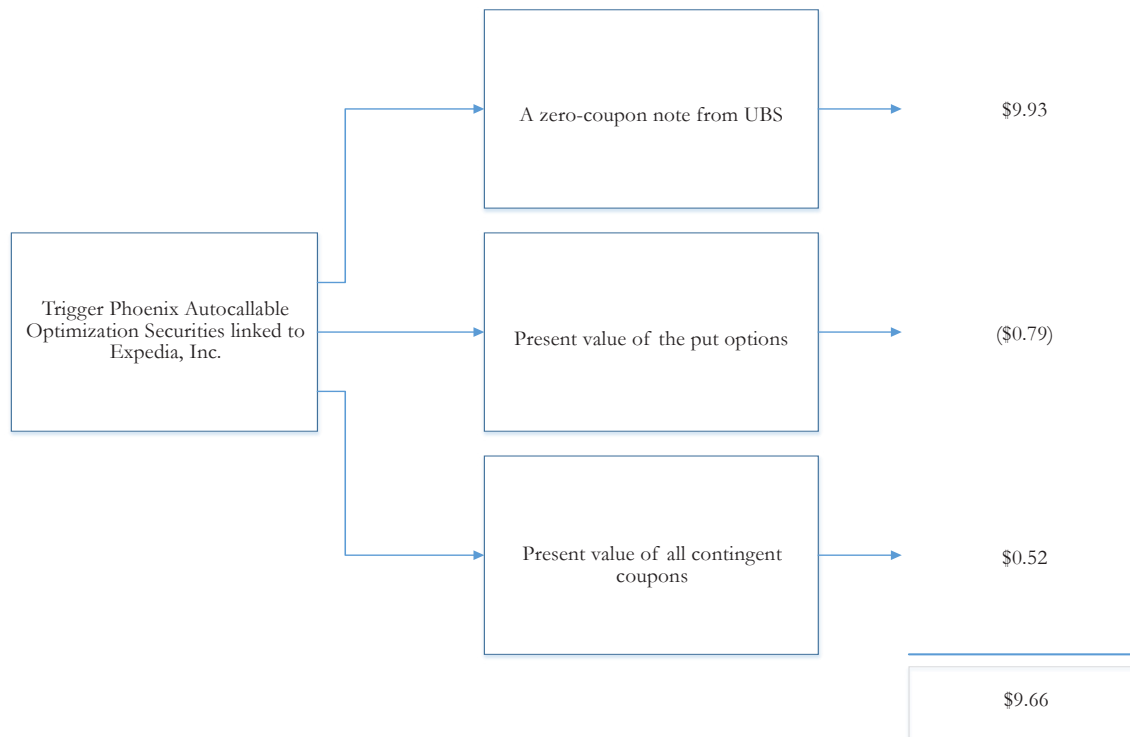 A zero-coupon note from UBS
$9.93
Trigger Phoenix Autocallable
Optimization Securities linked to
Expedia, Inc.
Present value of the put options
($0.79)
Present value of all contingent
coupons
$0.52
$9.66